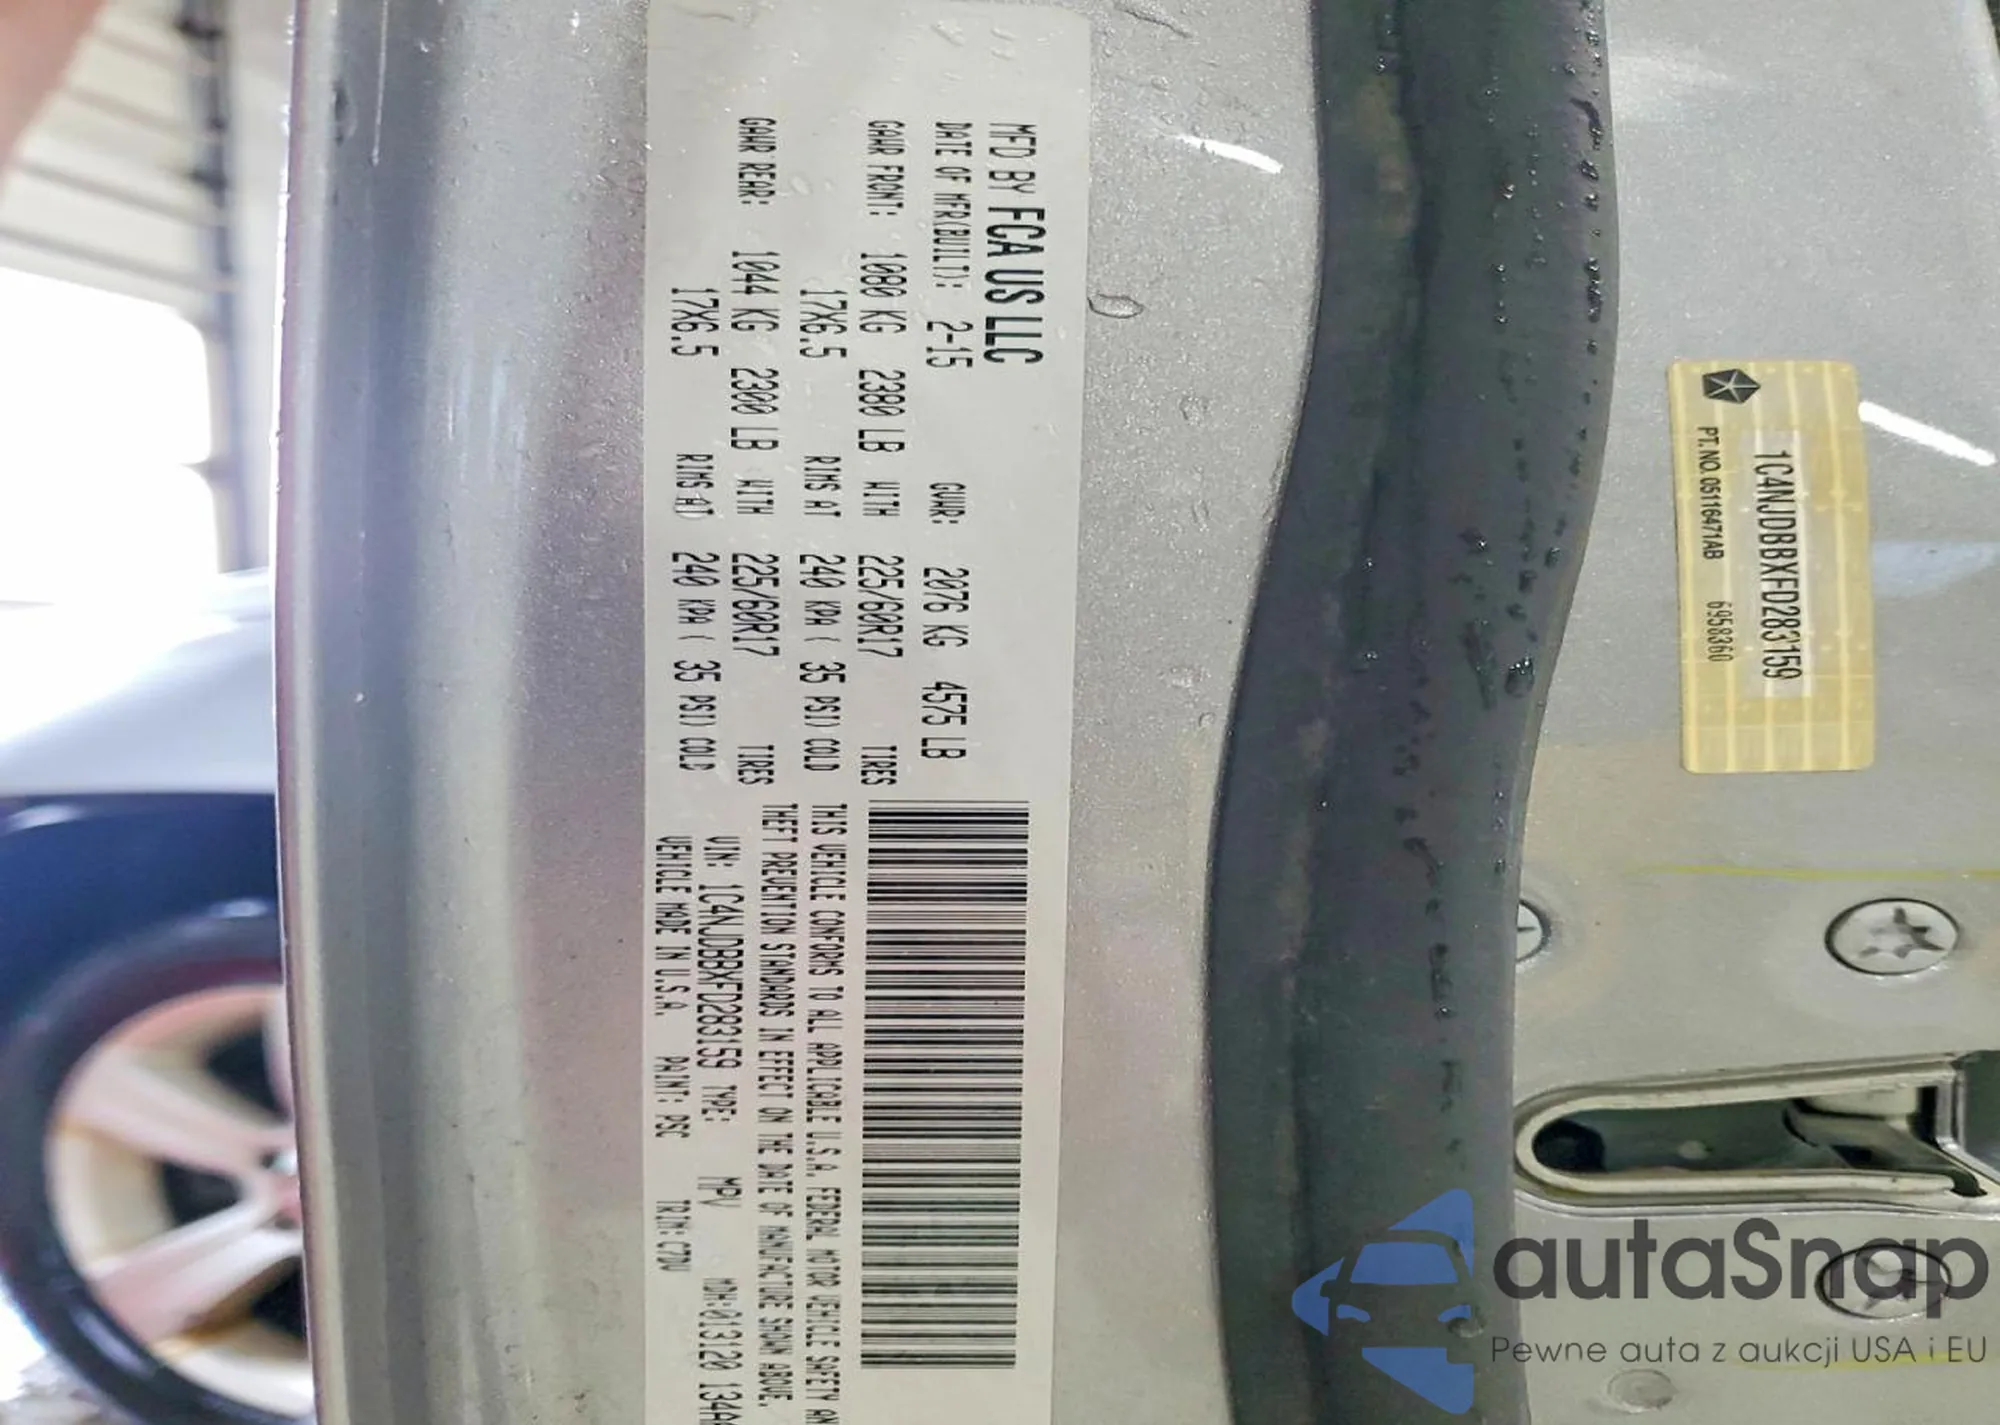 MFD BY FCA US LLC
DATE OF MFR(BUILT): 2-15 GVWR: 2076 KG 4575 LB
GAWR FRONT: 1080 KG 2380 LB WITH 225/60R17 TIRES
17X6.5 RIMS AT 240 KPA ( 35 PSI) COLD
GAWR REAR: 1044 KG 2300 LB WITH 225/60R17 TIRES
17X6.5 RIMS AT 240 KPA ( 35 PSI) COLD
THIS VEHICLE CONFORMS TO ALL APPLICABLE U.S.A. FEDERAL MOTOR VEHICLE SAFETY AN
THEFT PREVENTION STANDARDS IN EFFECT ON THE DATE OF MANUFACTURE SHOWN ABOVE.
VIN: 1C4NJDBBXFD283159 TYPE: MPV MDH:013120 134A
VEHICLE MADE IN U.S.A. PAINT: PSC TRIM:
1C4NJDBBXFD283159
PT. NO. 05116471AB 6958360
autaSnap
Pewne auta z aukcji USA i EU